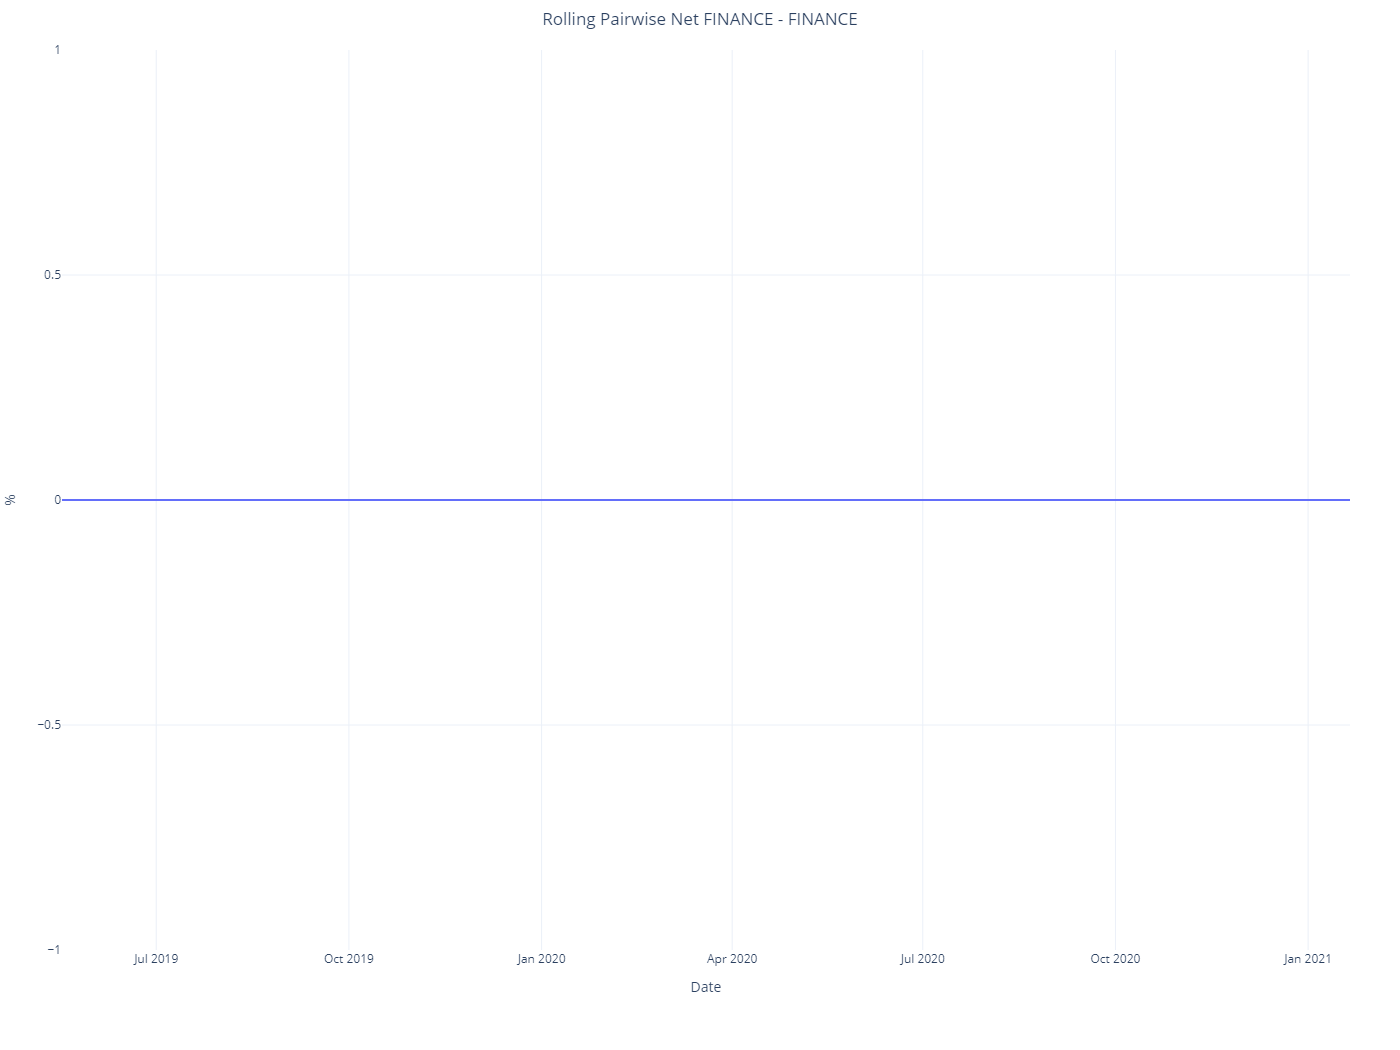 Rolling Pairwise Net FINANCE - FINANCE
1
0.5
0
−0.5
−1
%
Jul 2019
Oct 2019
Jan 2020
Apr 2020
Jul 2020
Oct 2020
Jan 2021
Date